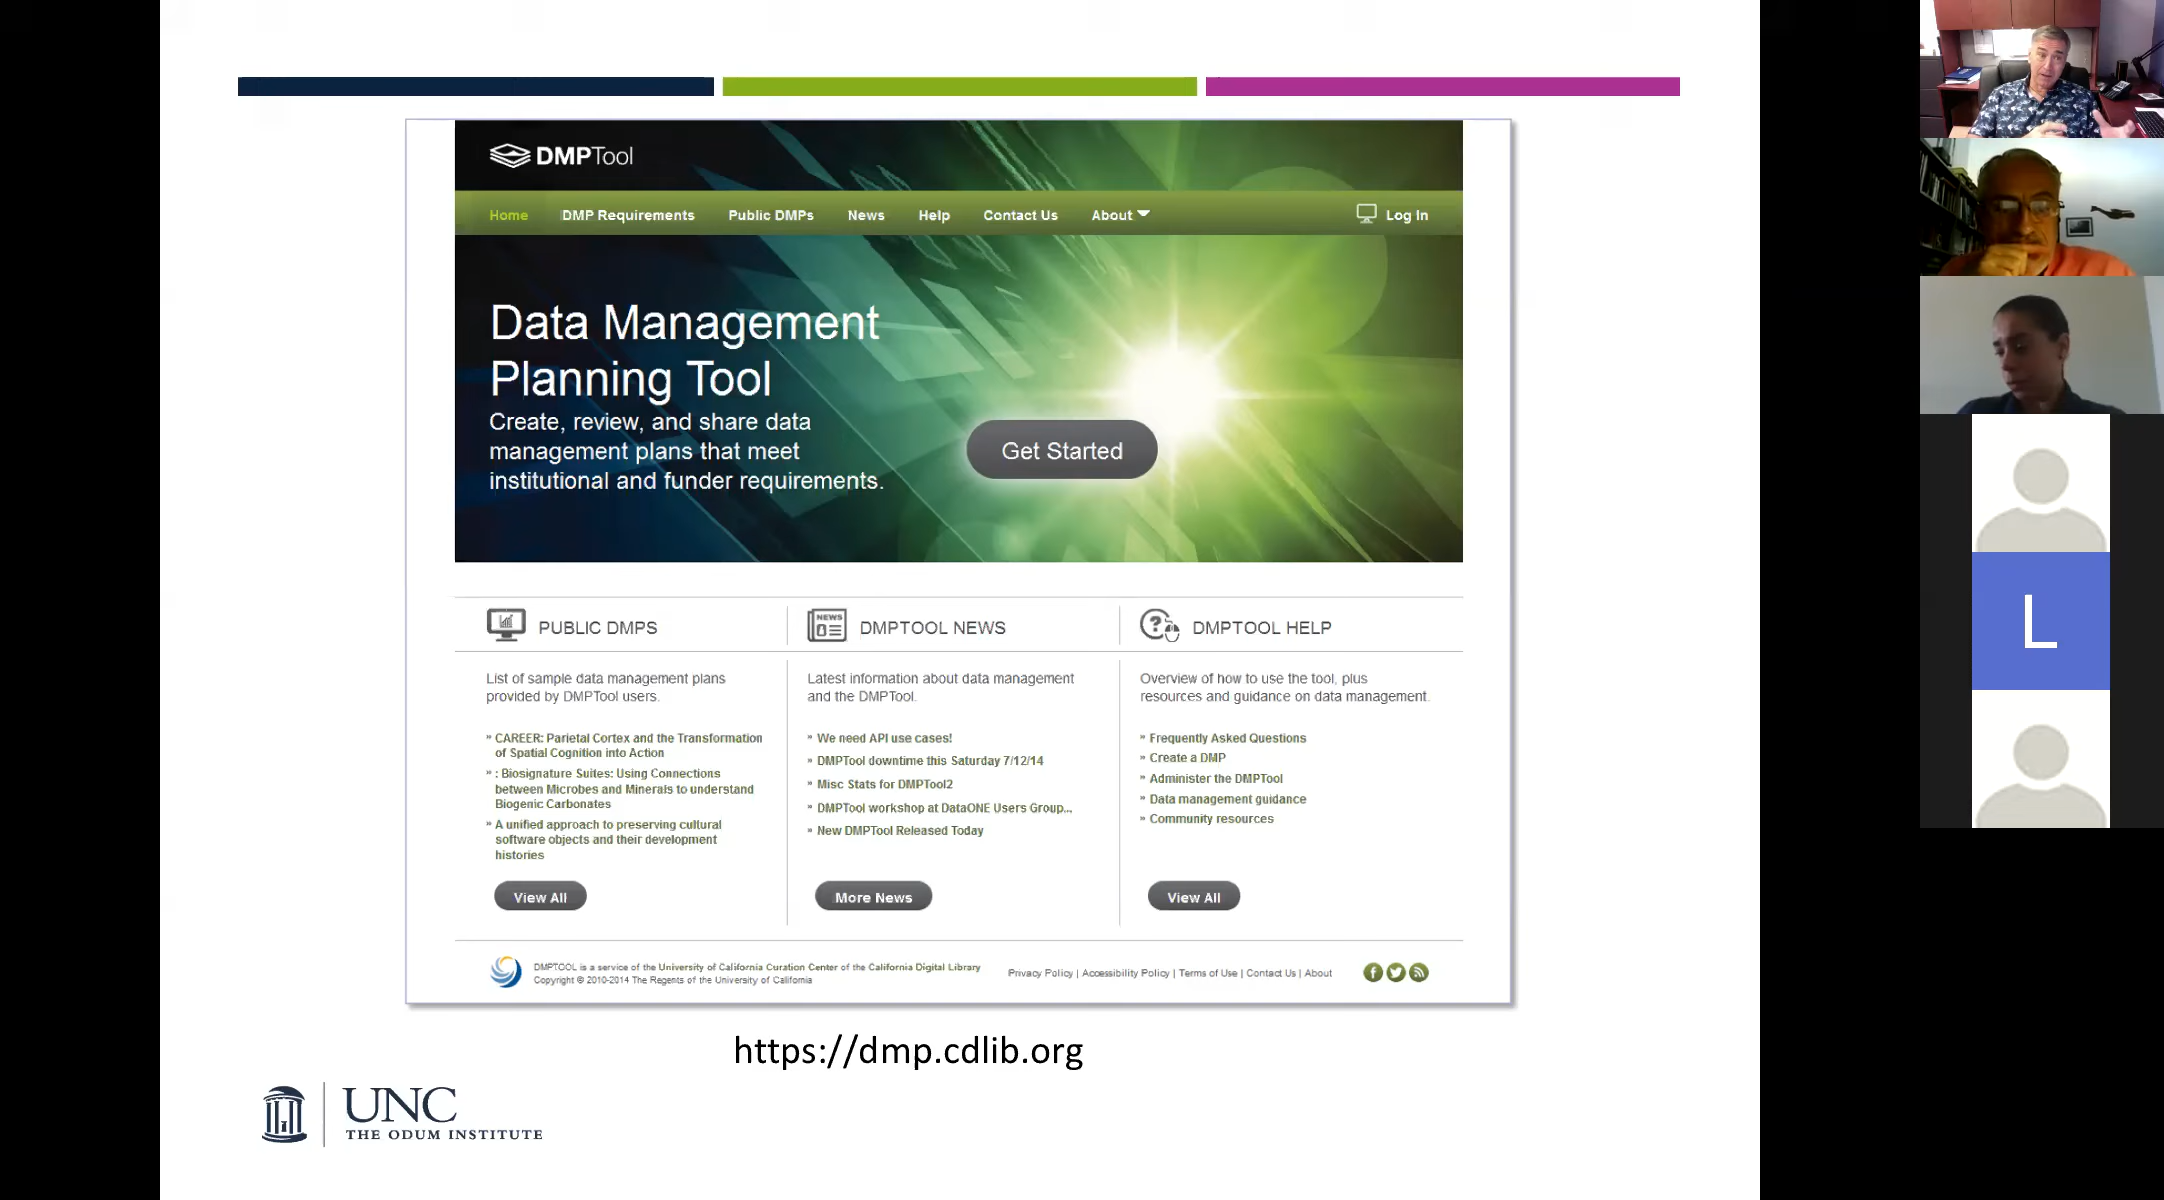 DMPTool
Home DMP Requirements Public DMPs News Help Contact Us About Log In
Data Management
Planning Tool
Create, review, and share data
management plans that meet
institutional and funder requirements.
Get Started
PUBLIC DMPS
List of sample data management plans
provided by DMPTool users.
» CAREER: Parietal Cortex and the Transformation
of Spatial Cognition into Action
» : Biosignature Suites: Using Connections
between Microbes and Minerals to understand
Biogenic Carbonates
» A unified approach to preserving cultural
software objects and their development
histories
View All
NEWS
DMPTOOL NEWS
Latest information about data management
and the DMPTool.
» We need API use cases!
» DMPTool downtime this Saturday 7/12/14
» Misc Stats for DMPTool2
» DMPTool workshop at DataONE Users Group...
» New DMPTool Released Today
More News
DMPTOOL HELP
Overview of how to use the tool, plus
resources and guidance on data management.
» Frequently Asked Questions
» Create a DMP
» Administer the DMPTool
» Data management guidance
» Community resources
View All
DMPTOOL is a service of the University of California Curation Center of the California Digital Library
Copyright © 2010-2014 The Regents of the University of California
Privacy Policy | Accessibility Policy | Terms of Use | Contact Us | About
https://dmp.cdlib.org
UNC
THE ODUM INSTITUTE
L